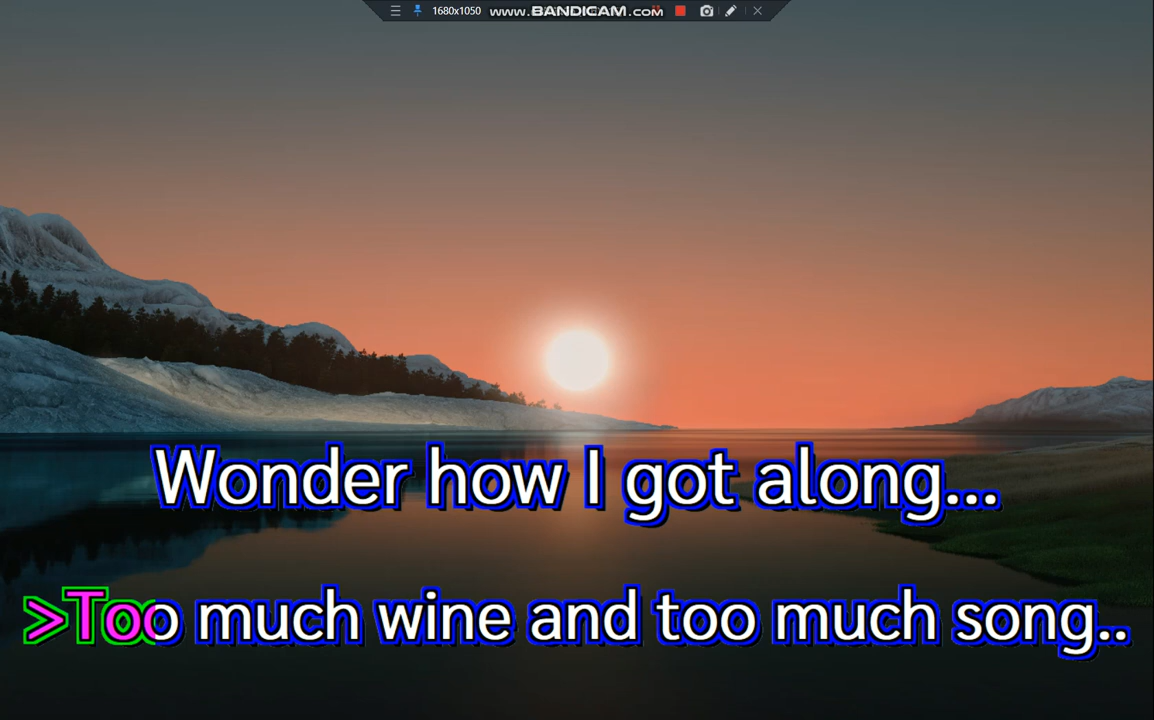 1680x1050 www.BANDICAM.com
Wonder how I got along...
>Too much wine and too much song..